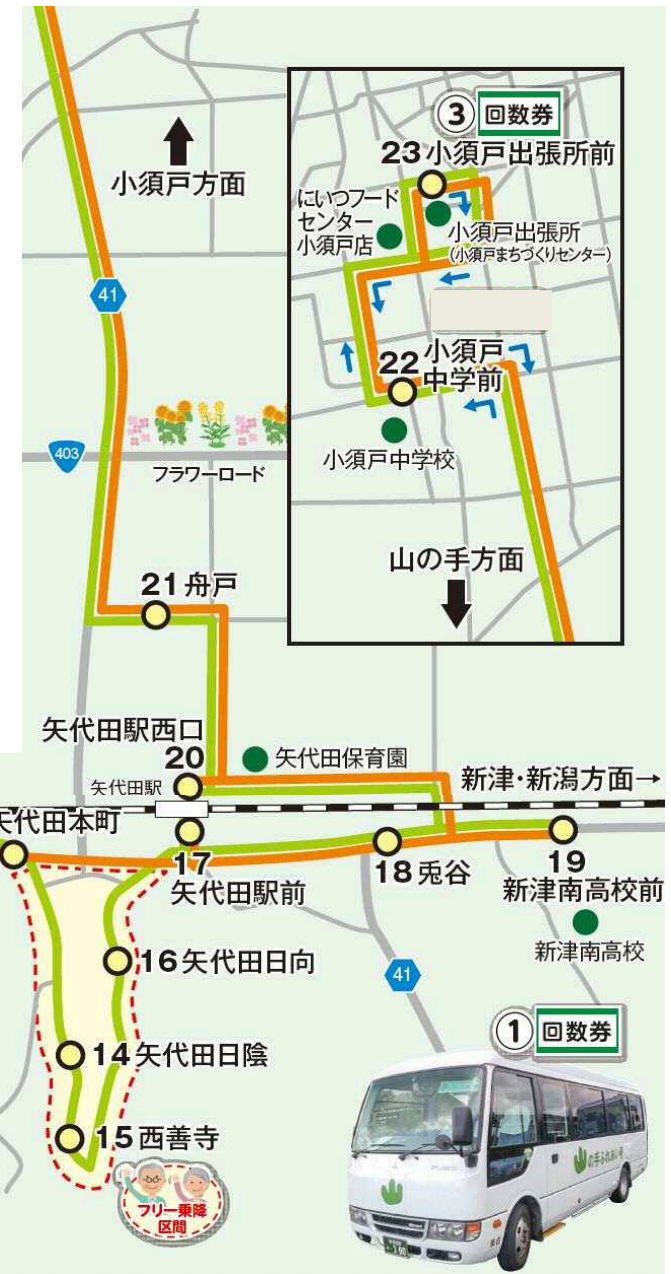 小須戸方面
41
403
フラワーロード
③ 回数券
23 小須戸出張所前
にいつフード
センター
小須戸店
小須戸出張所
(小須戸まちづくりセンター)
22 小須戸
中学前
小須戸中学校
山の手方面
21 舟戸
矢代田駅西口
20
矢代田駅
矢代田保育園
新津・新潟方面→
矢代田本町
17
矢代田駅前
18 兎谷
19
新津南高校前
新津南高校
16 矢代田日向
41
14 矢代田日陰
15 西善寺
フリー乗降
区間
① 回数券
の手ふれあい号